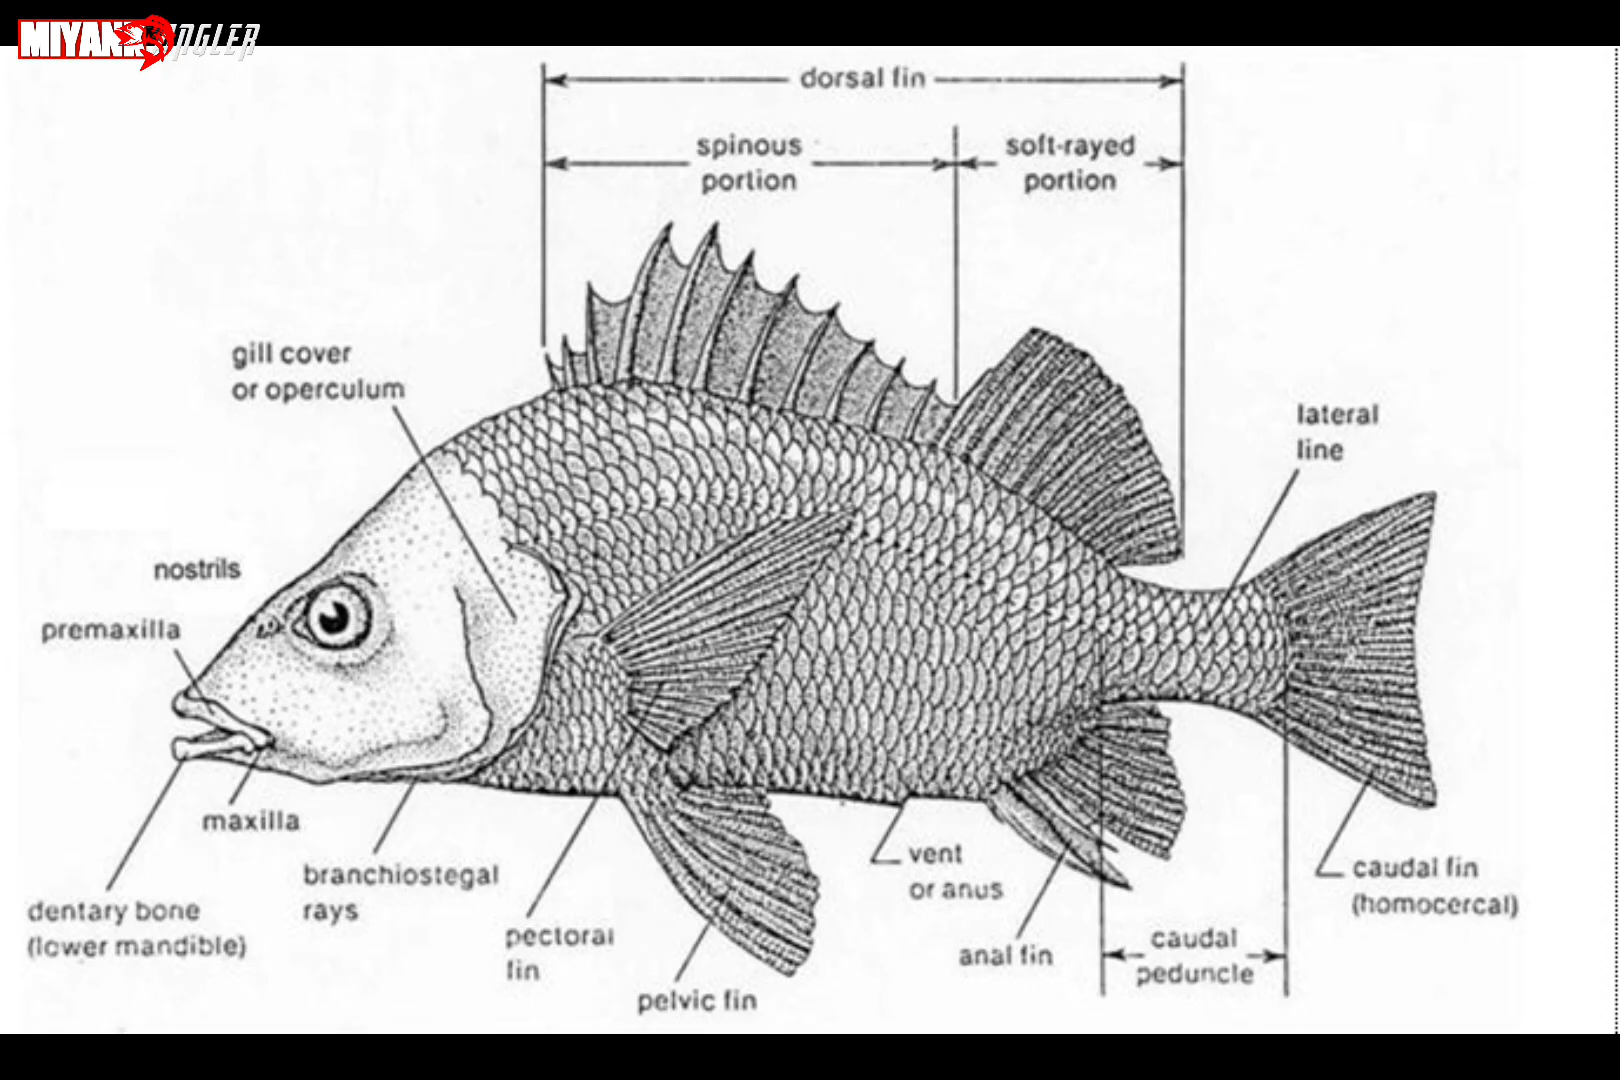 MIYANS ANGLER
dorsal fin
spinous
portion
soft-rayed
portion
gill cover
or operculum
lateral
line
nostrils
premaxilla
maxilla
branchiostegal
rays
dentary bone
(lower mandible)
pectoral
fin
pelvic fin
vent
or anus
anal fin
caudal
peduncle
caudal fin
(homocercal)